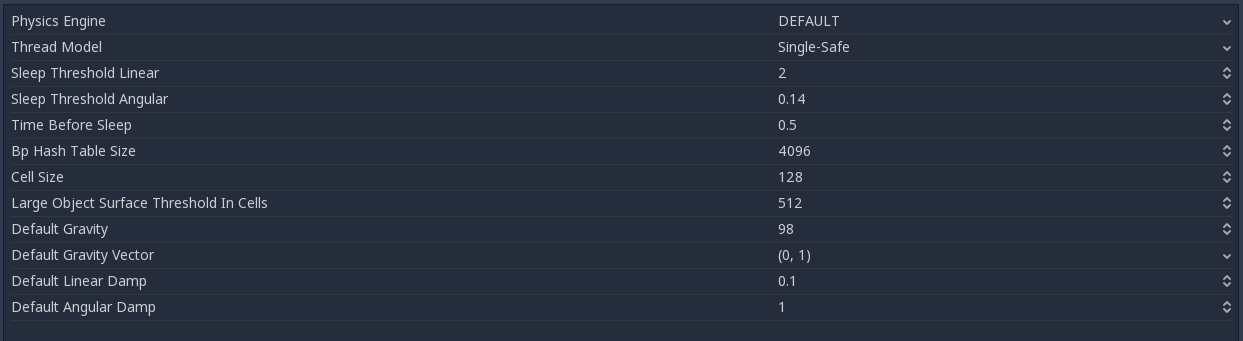 Physics Engine DEFAULT
Thread Model Single-Safe
Sleep Threshold Linear 2
Sleep Threshold Angular 0.14
Time Before Sleep 0.5
Bp Hash Table Size 4096
Cell Size 128
Large Object Surface Threshold In Cells 512
Default Gravity 98
Default Gravity Vector (0, 1)
Default Linear Damp 0.1
Default Angular Damp 1